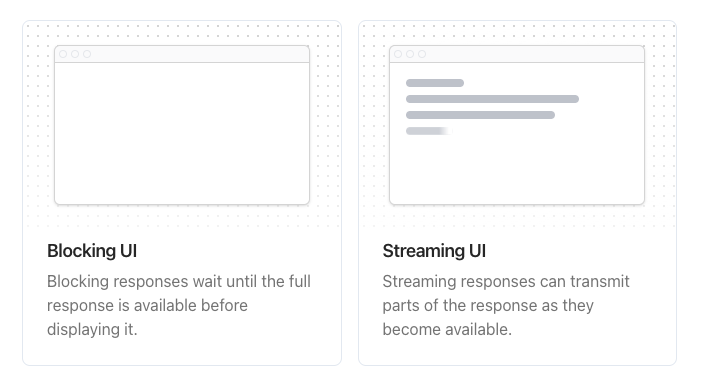 Blocking UI
Blocking responses wait until the full
response is available before
displaying it.
Streaming UI
Streaming responses can transmit
parts of the response as they
become available.